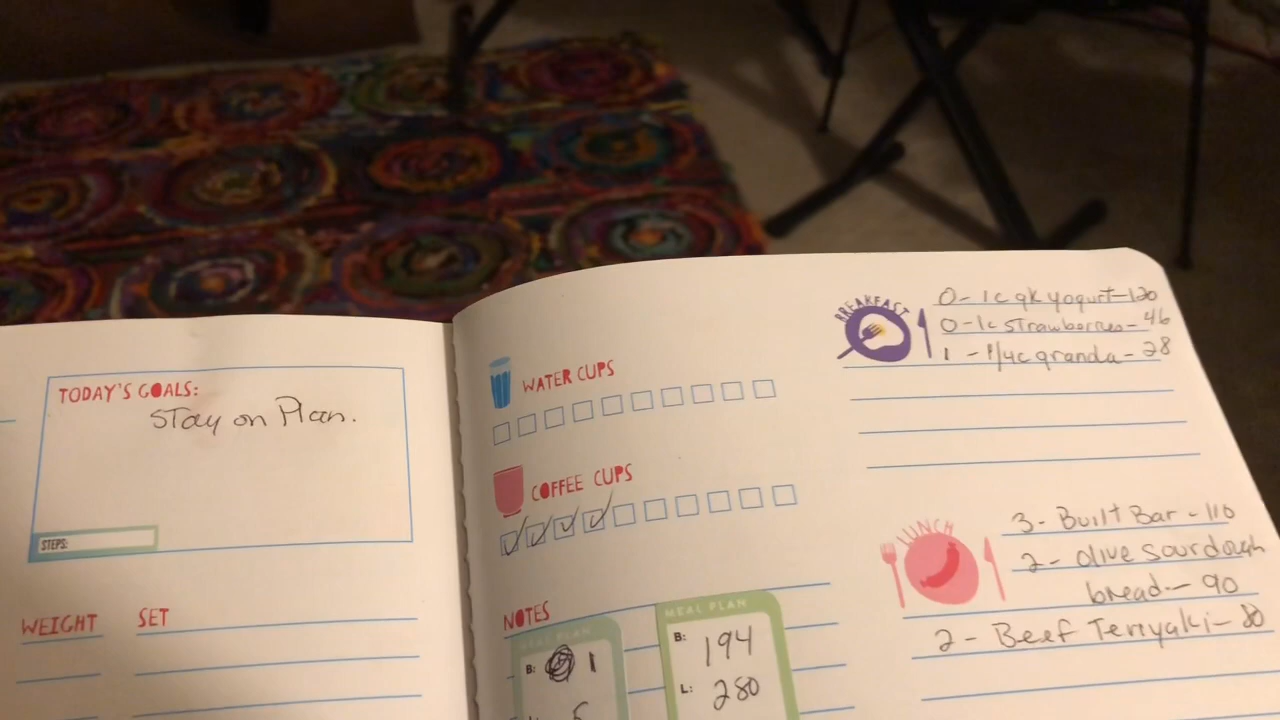 TODAY'S GOALS:
Stay on Plan.
STEPS:
WEIGHT SET
WATER CUPS
COFFEE CUPS
NOTES
MEAL PLAN
B: 1
MEAL PLAN
B: 194
L: 280
BREAKFAST
0- 1c gk yogurt-120
0-1c strawberries-46
1 - 1/4c granola-28
LUNCH
3- Built Bar -110
2- olive sourdough
bread- 90
2- Beef Teriyaki-80